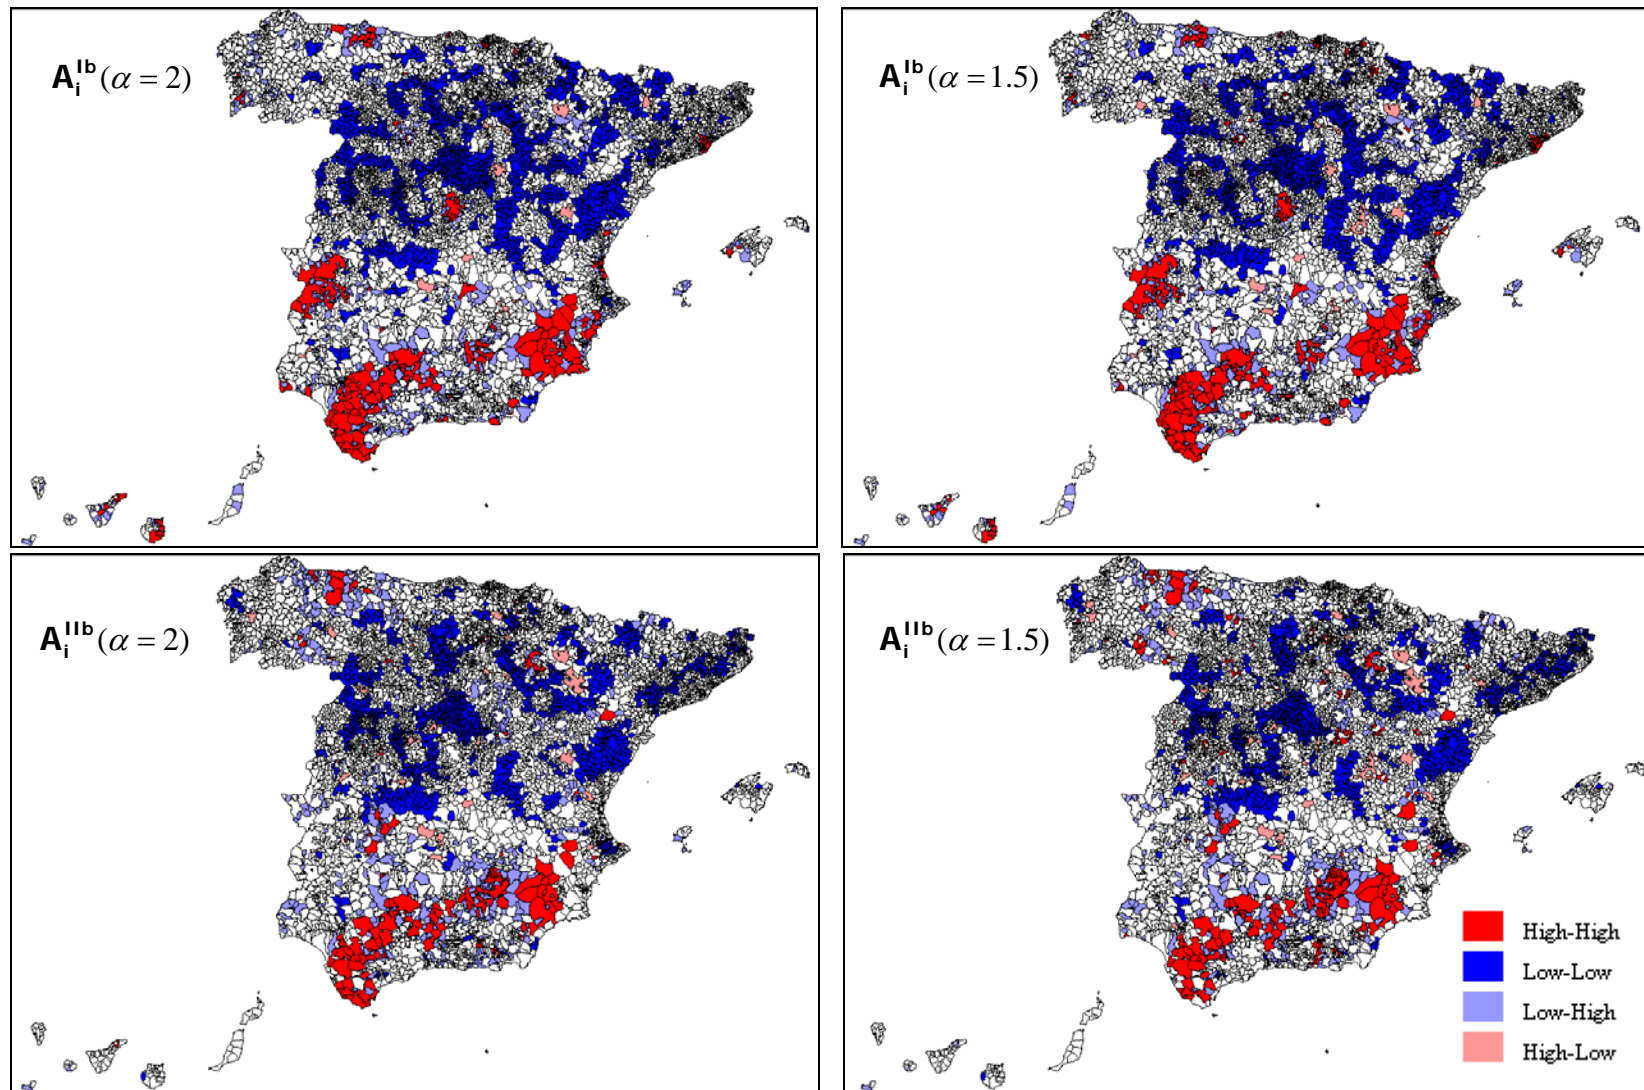 A_i^Ib (α = 2)
A_i^Ib (α = 1.5)
A_i^IIb (α = 2)
A_i^IIb (α = 1.5)
High-High
Low-Low
Low-High
High-Low